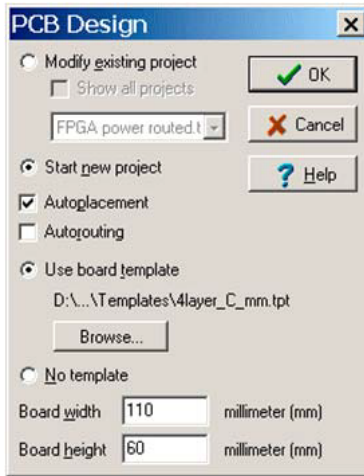 PCB Design
Modify existing project
OK
Show all projects
FPGA power routed.t
Cancel
Start new project
Help
Autoplacement
Autorouting
Use board template
D:\...\Templates\4layer_C_mm.tpt
Browse...
No template
Board width 110 millimeter (mm)
Board height 60 millimeter (mm)